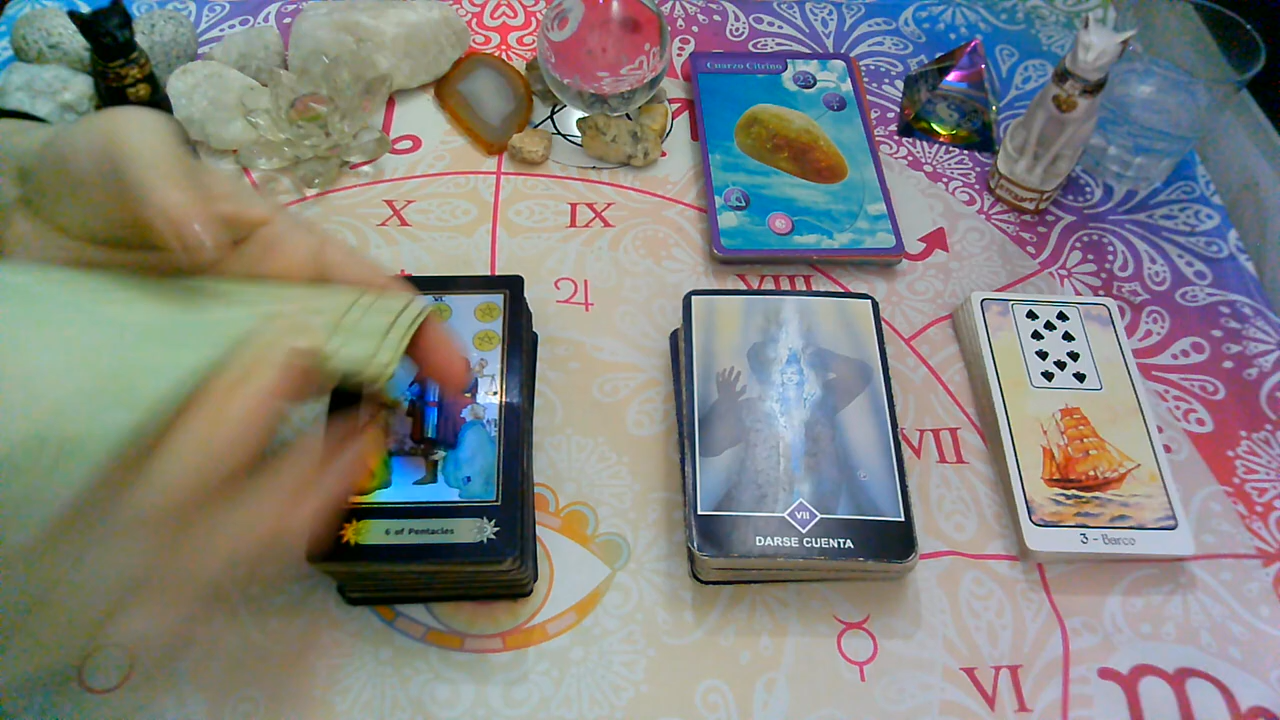 Cuarzo Citrino
23
X
IX
VIII
VI
6 of Pentacles
VII
DARSE CUENTA
3 - Barco
VII
VI